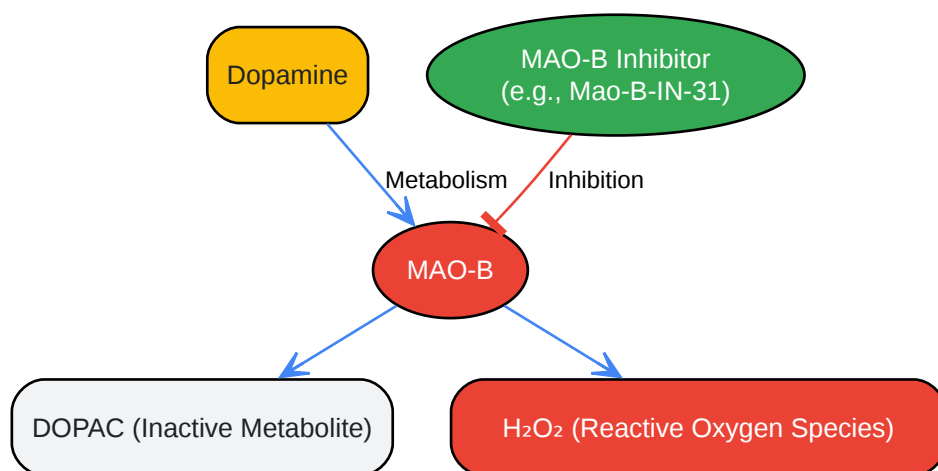 Dopamine
MAO-B Inhibitor
(e.g., Mao-B-IN-31)
Metabolism
Inhibition
MAO-B
DOPAC (Inactive Metabolite)
H₂O₂ (Reactive Oxygen Species)